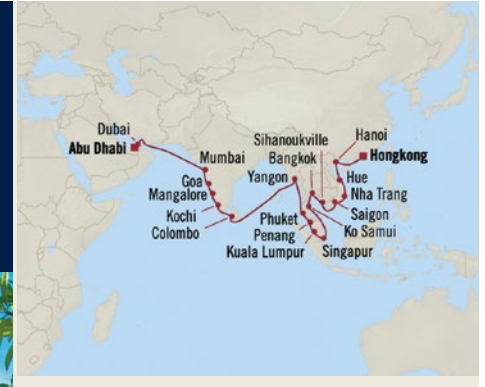 Dubai
Abu Dhabi
Mumbai
Goa
Mangalore
Kochi
Colombo
Sihanoukville
Bangkok
Yangon
Phuket
Penang
Kuala Lumpur
Hanoi
Hongkong
Hue
Nha Trang
Saigon
Ko Samui
Singapur